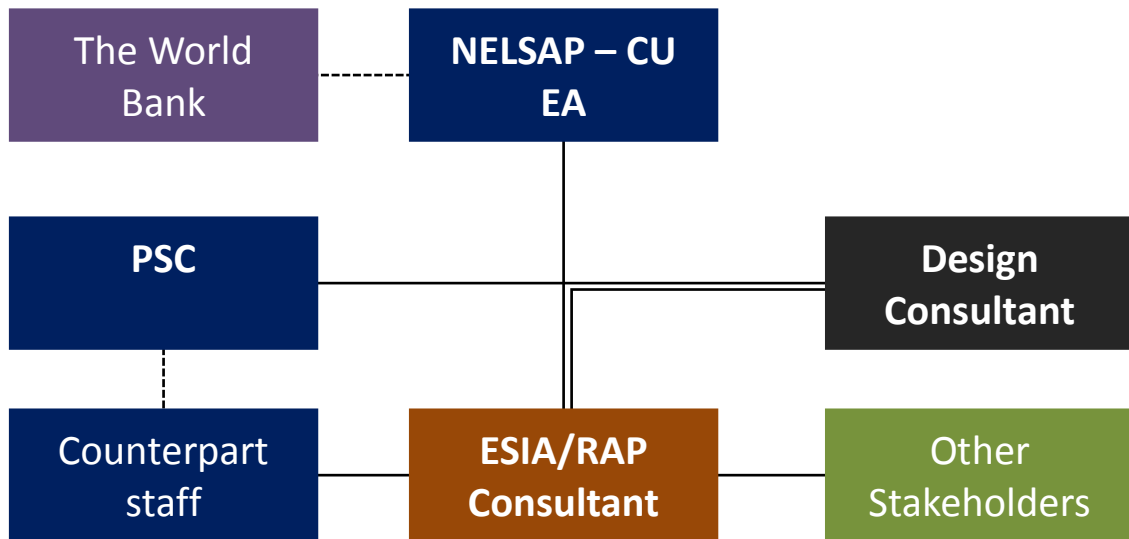 The World
Bank
NELSAP – CU
EA
PSC
Design
Consultant
Counterpart
staff
ESIA/RAP
Consultant
Other
Stakeholders